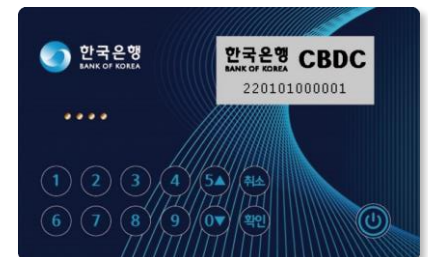 한국은행
BANK OF KOREA
한국은행 CBDC
BANK OF KOREA
220101000001
1 2 3 4 5▲ 취소
6 7 8 9 0▼ 확인